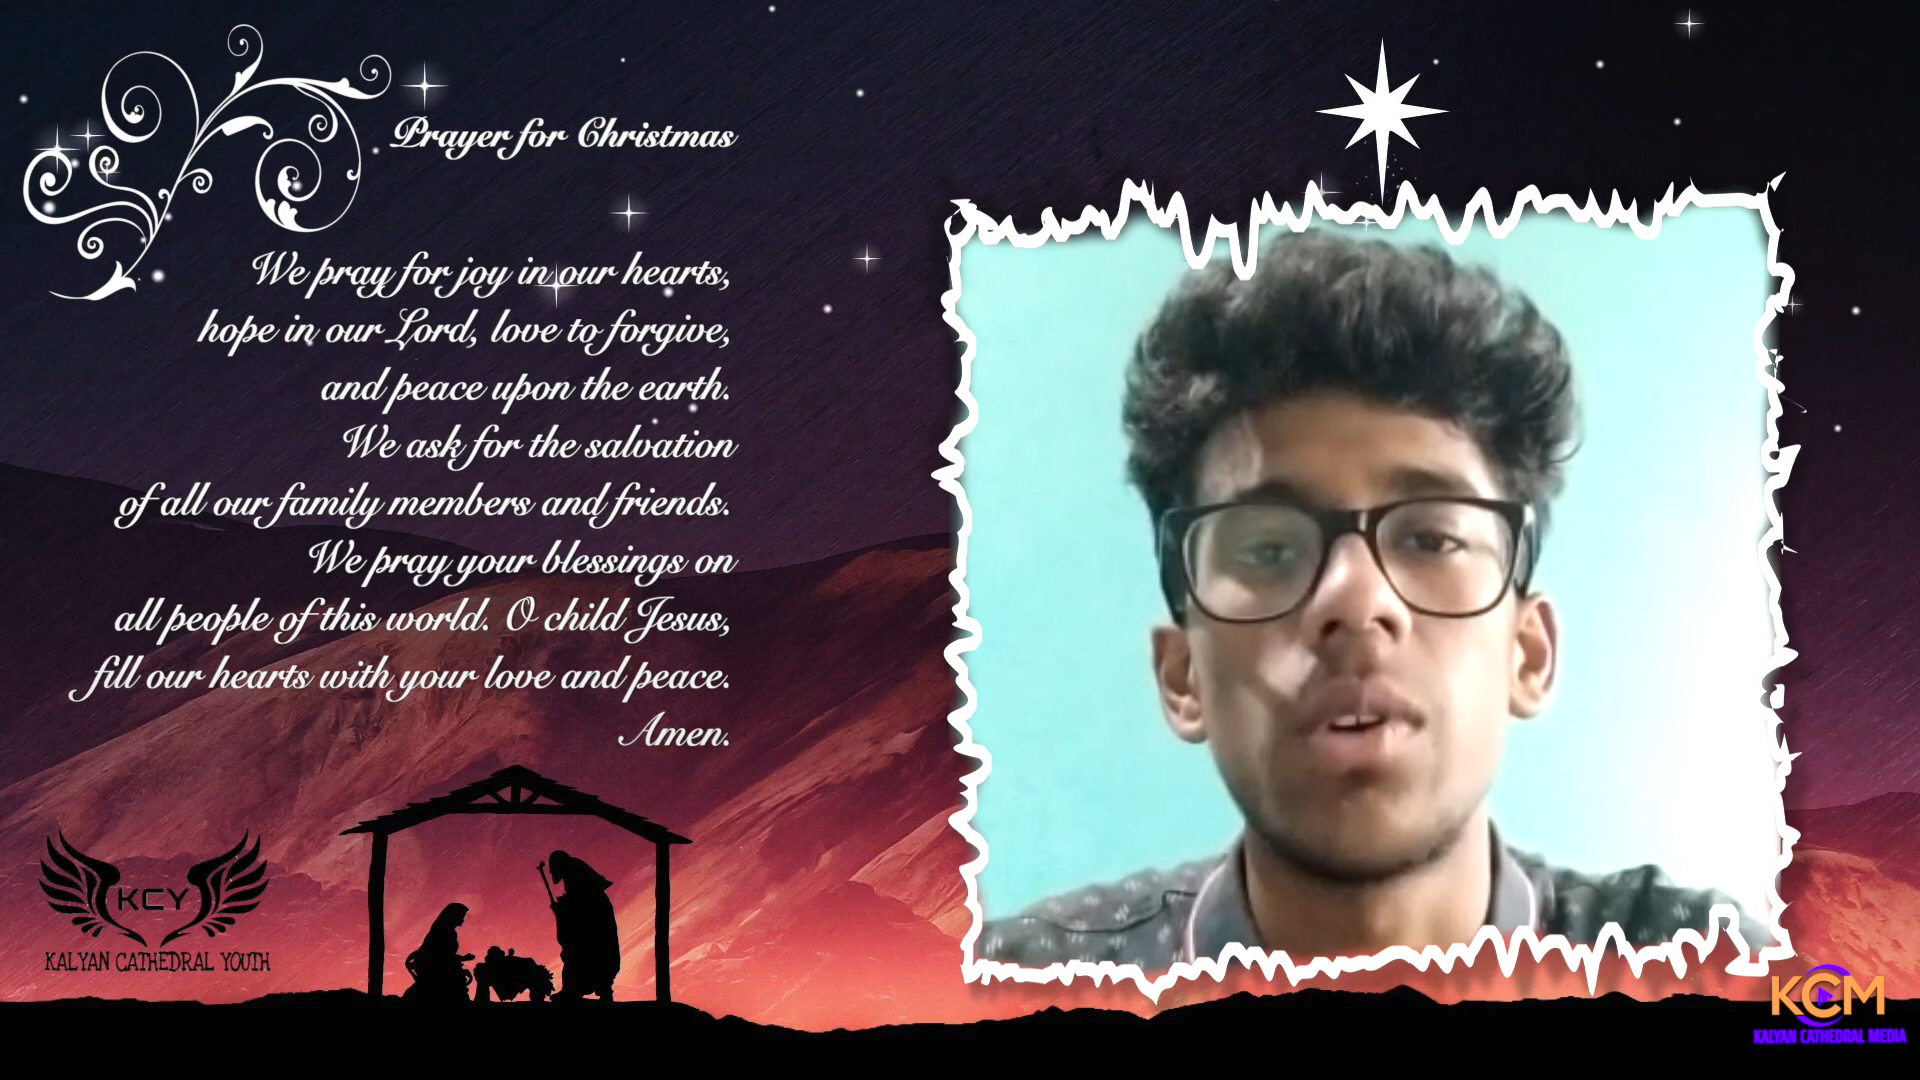 Prayer for Christmas
We pray for joy in our hearts,
hope in our Lord, love to forgive,
and peace upon the earth.
We ask for the salvation
of all our family members and friends.
We pray your blessings on
all people of this world. O child Jesus,
fill our hearts with your love and peace.
Amen.
KCY
KALYAN CATHEDRAL YOUTH
KCM
KALYAN CATHEDRAL MEDIA